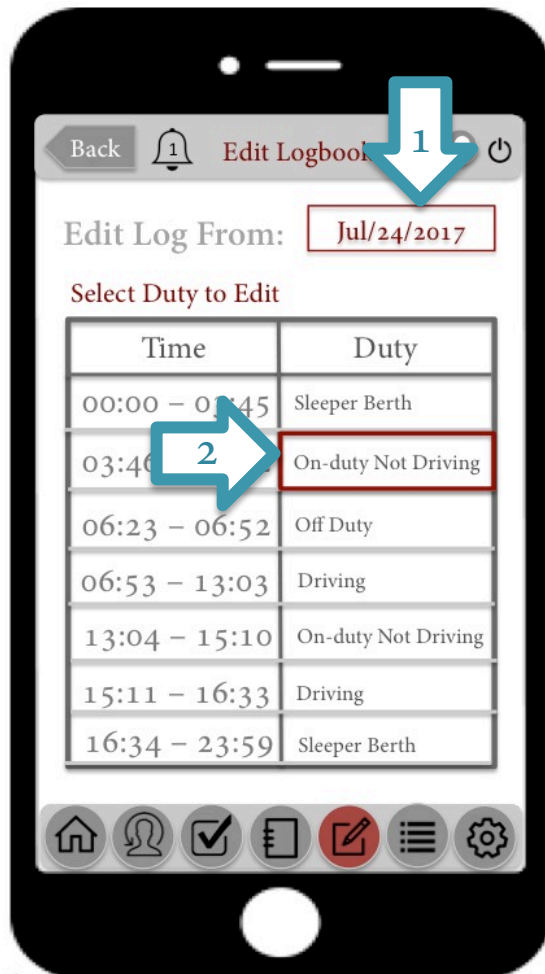 1
Back 1 Edit Logbook
Edit Log From: Jul/24/2017
Select Duty to Edit
Time Duty
00:00 – 03:45 Sleeper Berth
2
03:46 On-duty Not Driving
06:23 – 06:52 Off Duty
06:53 – 13:03 Driving
13:04 – 15:10 On-duty Not Driving
15:11 – 16:33 Driving
16:34 – 23:59 Sleeper Berth